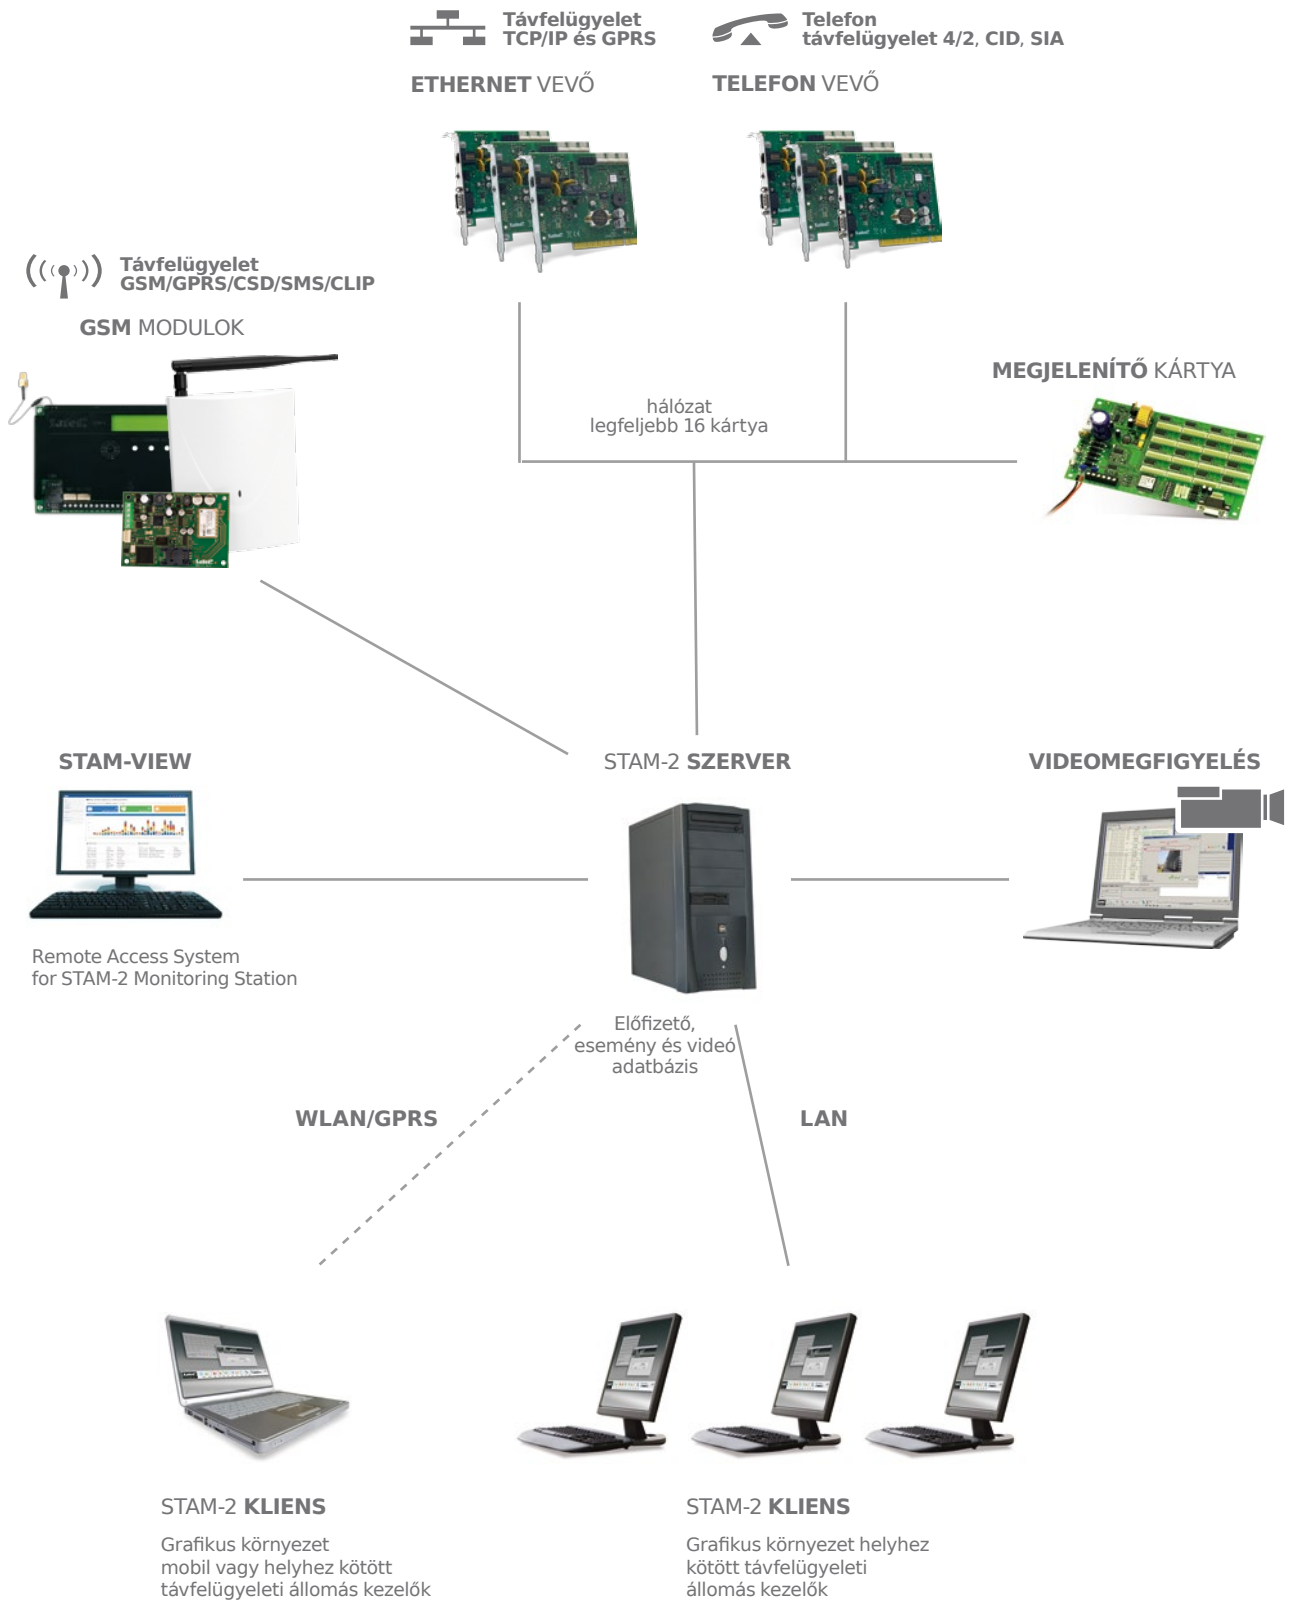 Távfelügyelet
TCP/IP és GPRS
Telefon
távfelügyelet 4/2, CID, SIA
ETHERNET VEVŐ
TELEFON VEVŐ
Távfelügyelet
GSM/GPRS/CSD/SMS/CLIP
GSM MODULOK
MEGJELENÍTŐ KÁRTYA
hálózat
legfeljebb 16 kártya
STAM-VIEW
STAM-2 SZERVER
VIDEOMEGFIGYELÉS
Remote Access System
for STAM-2 Monitoring Station
Előfizető,
esemény és videó
adatbázis
WLAN/GPRS
LAN
STAM-2 KLIENS
Grafikus környezet
mobil vagy helyhez kötött
távfelügyeleti állomás kezelők
STAM-2 KLIENS
Grafikus környezet helyhez
kötött távfelügyeleti
állomás kezelők